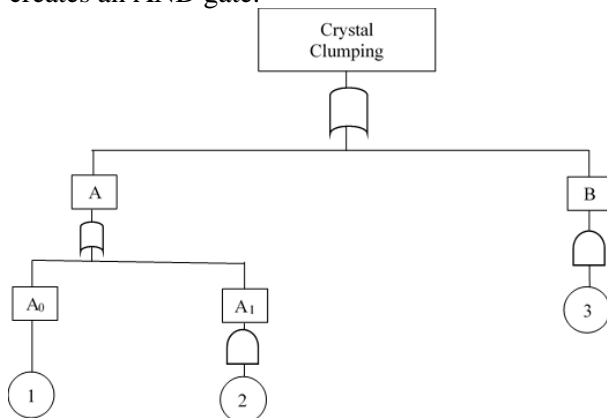 creates an AND gate.
Crystal
Clumping
A
B
A₀
A₁
3
1
2